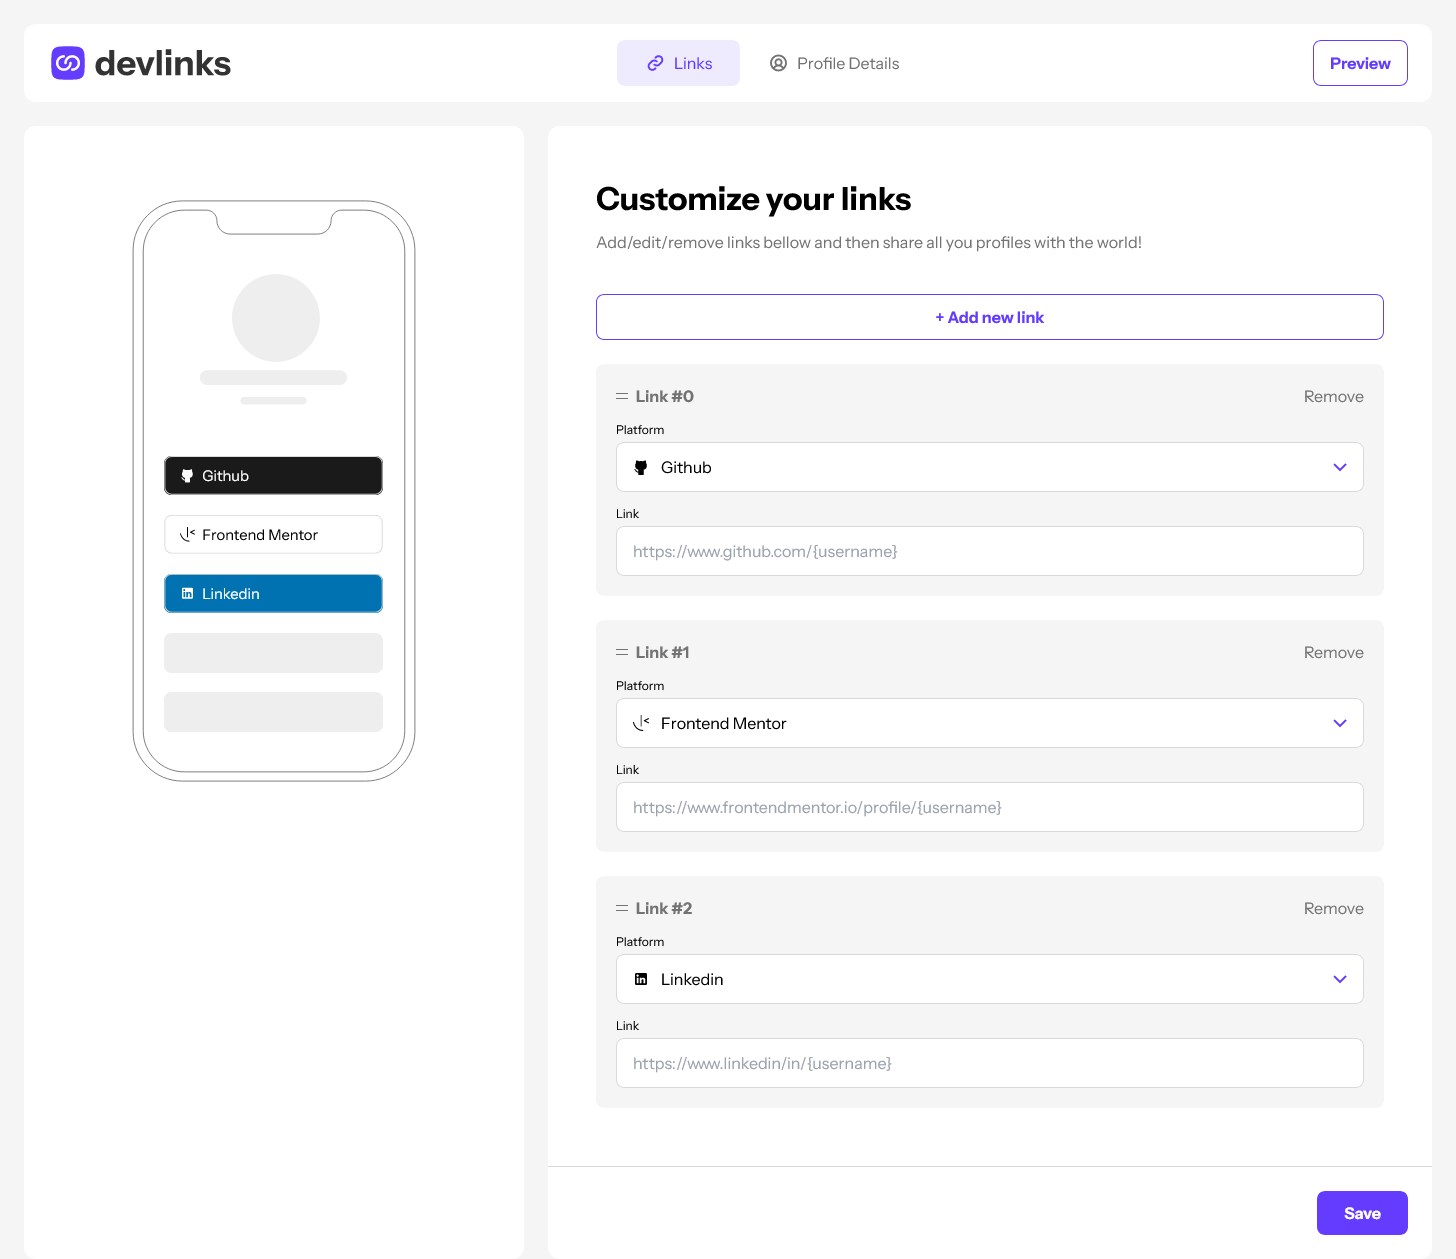 devlinks
Links
Profile Details
Preview
Github
Frontend Mentor
Linkedin
Customize your links
Add/edit/remove links bellow and then share all you profiles with the world!
+ Add new link
Link #0
Remove
Platform
Github
Link
https://www.github.com/{username}
Link #1
Remove
Platform
Frontend Mentor
Link
https://www.frontendmentor.io/profile/{username}
Link #2
Remove
Platform
Linkedin
Link
https://www.linkedin/in/{username}
Save